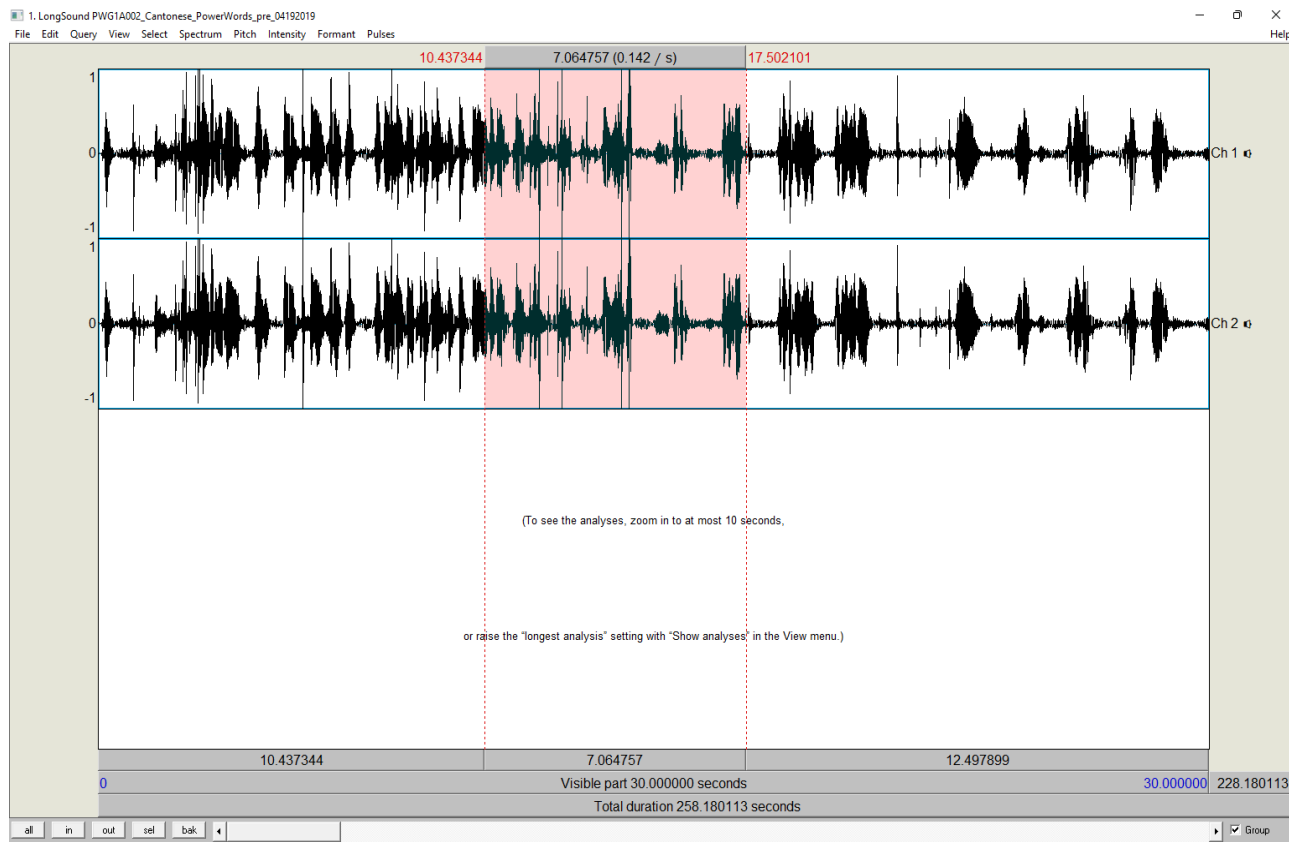 1. LongSound PWG1A002_Cantonese_PowerWords_pre_04192019
File Edit Query View Select Spectrum Pitch Intensity Formant Pulses Help
10.437344 7.064757 (0.142 / s) 17.502101
1
0 Ch 1
-1
1
0 Ch 2
-1
(To see the analyses, zoom in to at most 10 seconds,
or raise the “longest analysis” setting with “Show analyses” in the View menu.)
10.437344 7.064757 12.497899
0 Visible part 30.000000 seconds 30.000000 228.180113
Total duration 258.180113 seconds
all in out sel bak Group